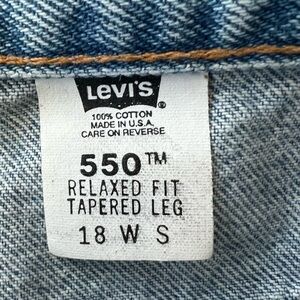 LEVI'S ®
100% COTTON
MADE IN U.S.A.
CARE ON REVERSE
550™
RELAXED FIT
TAPERED LEG
18 W S